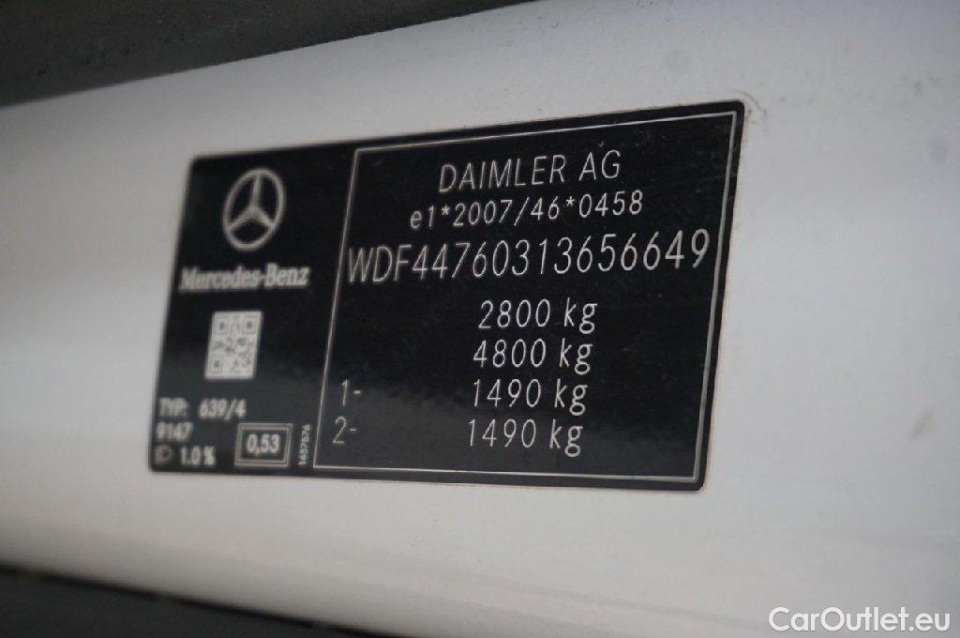 Mercedes-Benz
TYP: 639/4
9147
1.0 %
0,53
1657576
DAIMLER AG
e1*2007/46*0458
WDF44760313656649
2800 kg
4800 kg
1- 1490 kg
2- 1490 kg
CarOutlet.eu